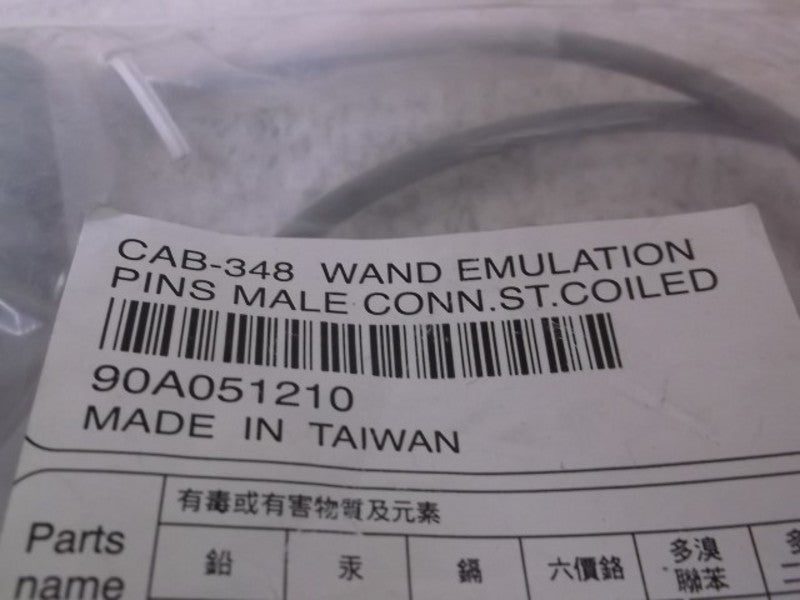 CAB-348 WAND EMULATION
PINS MALE CONN.ST.COILED
90A051210
MADE IN TAIWAN
有毒或有害物質及元素
Parts name
鉛
汞
鎘
六價鉻
多溴聯苯